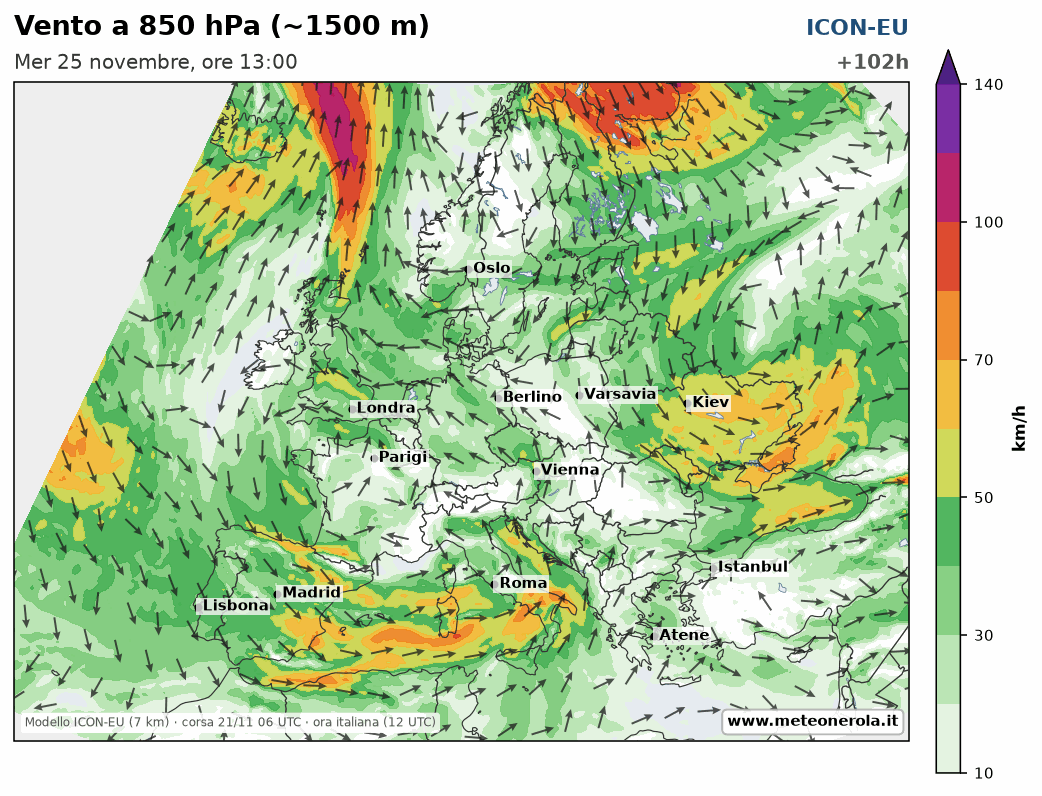 Vento a 850 hPa (~1500 m)
ICON-EU
Mer 25 novembre, ore 13:00
+102h
140
100
70
50
30
10
km/h
Oslo
Berlino
Varsavia
Kiev
Londra
Parigi
Vienna
Istanbul
Roma
Madrid
Lisbona
Atene
Modello ICON-EU (7 km) · corsa 21/11 06 UTC · ora italiana (12 UTC)
www.meteonerola.it